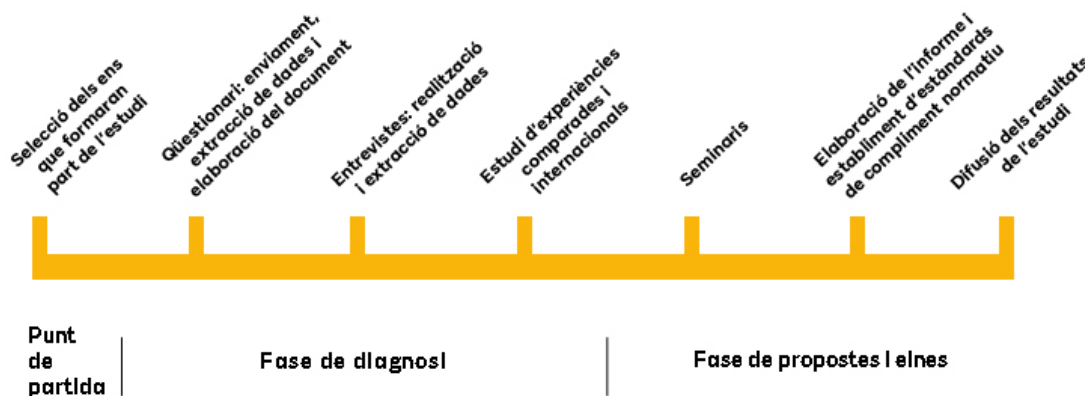 Selecció dels ens
que formaran
part de l'estudi
Qüestionari: enviament,
extracció de dades i
elaboració del document
Entrevistes: realització
i extracció de dades
Estudi d'experiències
comparades i
internacionals
Seminaris
Elaboració de l'informe i
establiment d'estàndards
de compliment normatiu
Difusió dels resultats
de l'estudi
Punt
de
partida
Fase de diagnosi
Fase de propostes i eines